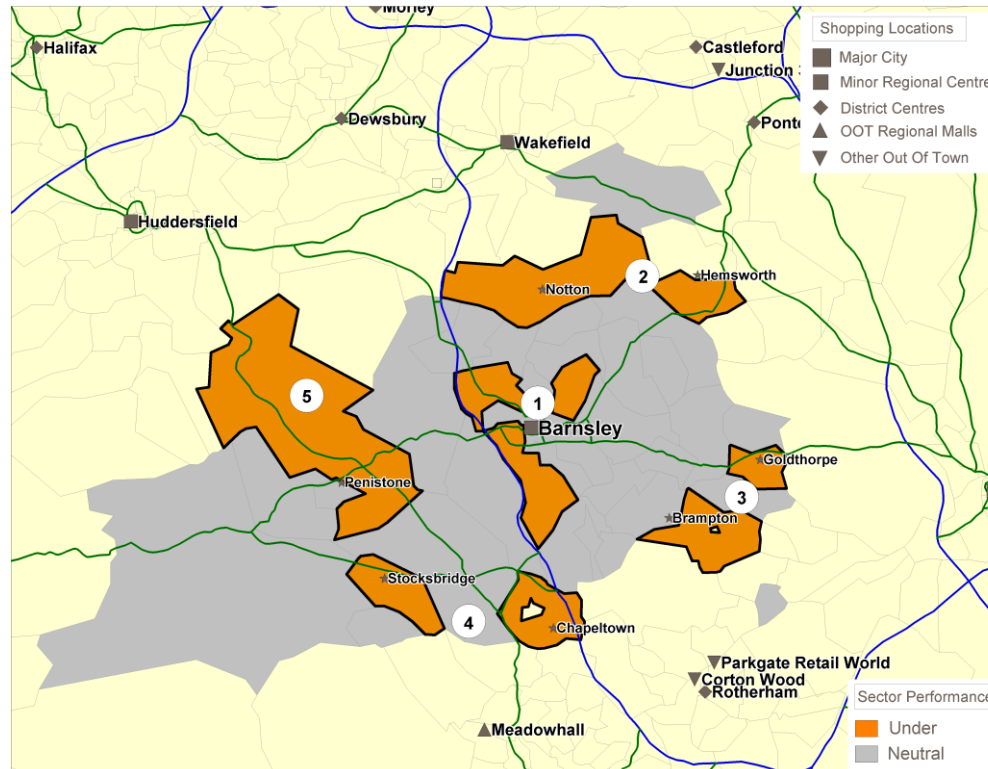 Morley
Halifax
Castleford
Junction 3
Dewsbury
Ponte
Wakefield
Huddersfield
2
Hemsworth
Notton
5
1
Barnsley
Goldthorpe
Penistone
3
Brampton
Stocksbridge
4
Chapeltown
Parkgate Retail World
Corton Wood
Rotherham
Meadowhall
Shopping Locations
Major City
Minor Regional Centre
District Centres
OOT Regional Malls
Other Out Of Town
Sector Performance
Under
Neutral